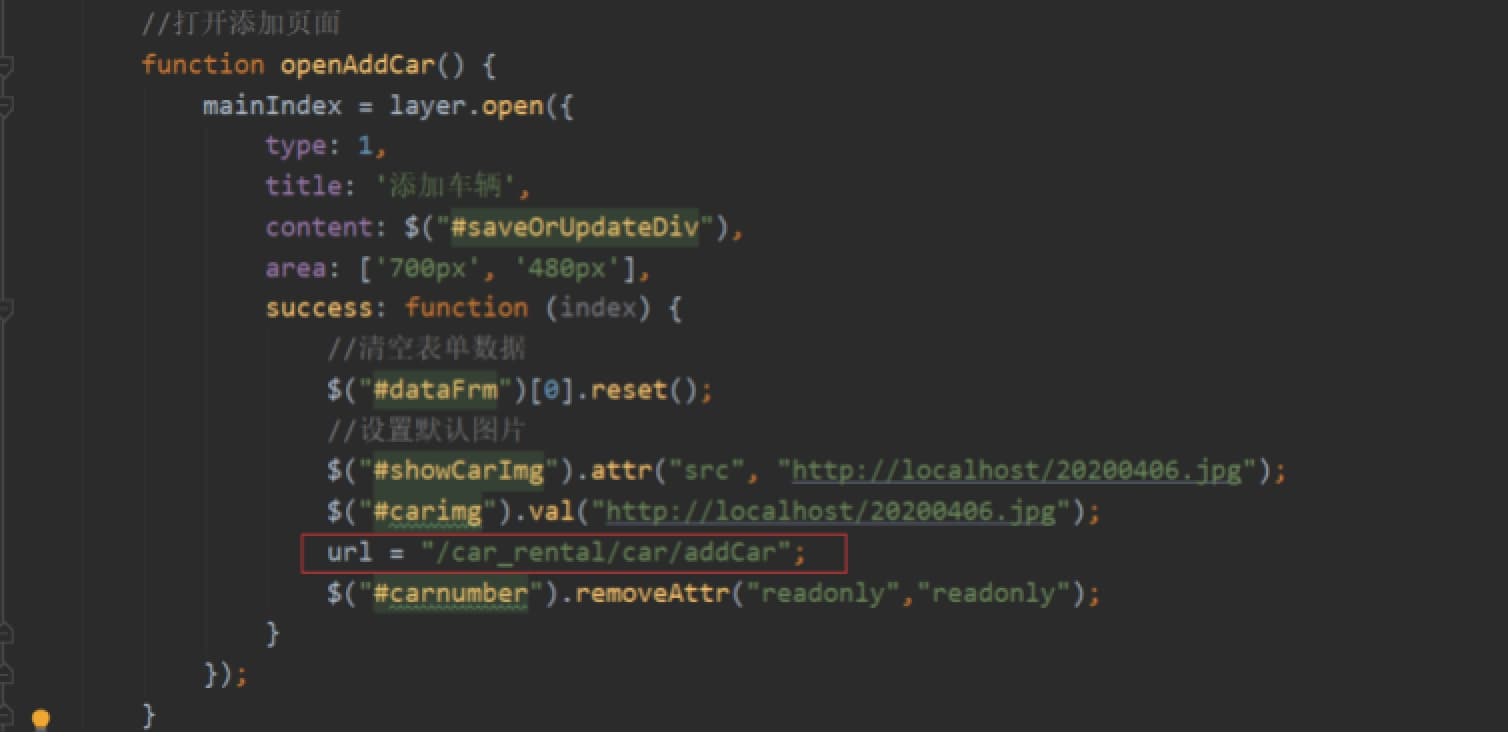 //打开添加页面
function openAddCar() {
mainIndex = layer.open({
type: 1,
title: '添加车辆',
content: $("#saveOrUpdateDiv"),
area: ['700px', '480px'],
success: function (index) {
//清空表单数据
$("#dataFrm")[0].reset();
//设置默认图片
$("#showCarImg").attr("src", "http://localhost/20200406.jpg");
$("#carimg").val("http://localhost/20200406.jpg");
url = "/car_rental/car/addCar";
$("#carnumber").removeAttr("readonly","readonly");
}
});
}